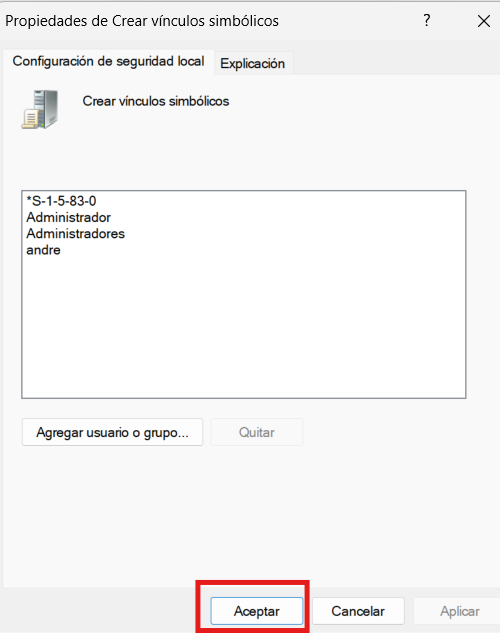 Propiedades de Crear vínculos simbólicos ? ×
Configuración de seguridad local Explicación
Crear vínculos simbólicos
*S-1-5-83-0
Administrador
Administradores
andre
Agregar usuario o grupo... Quitar
Aceptar Cancelar Aplicar